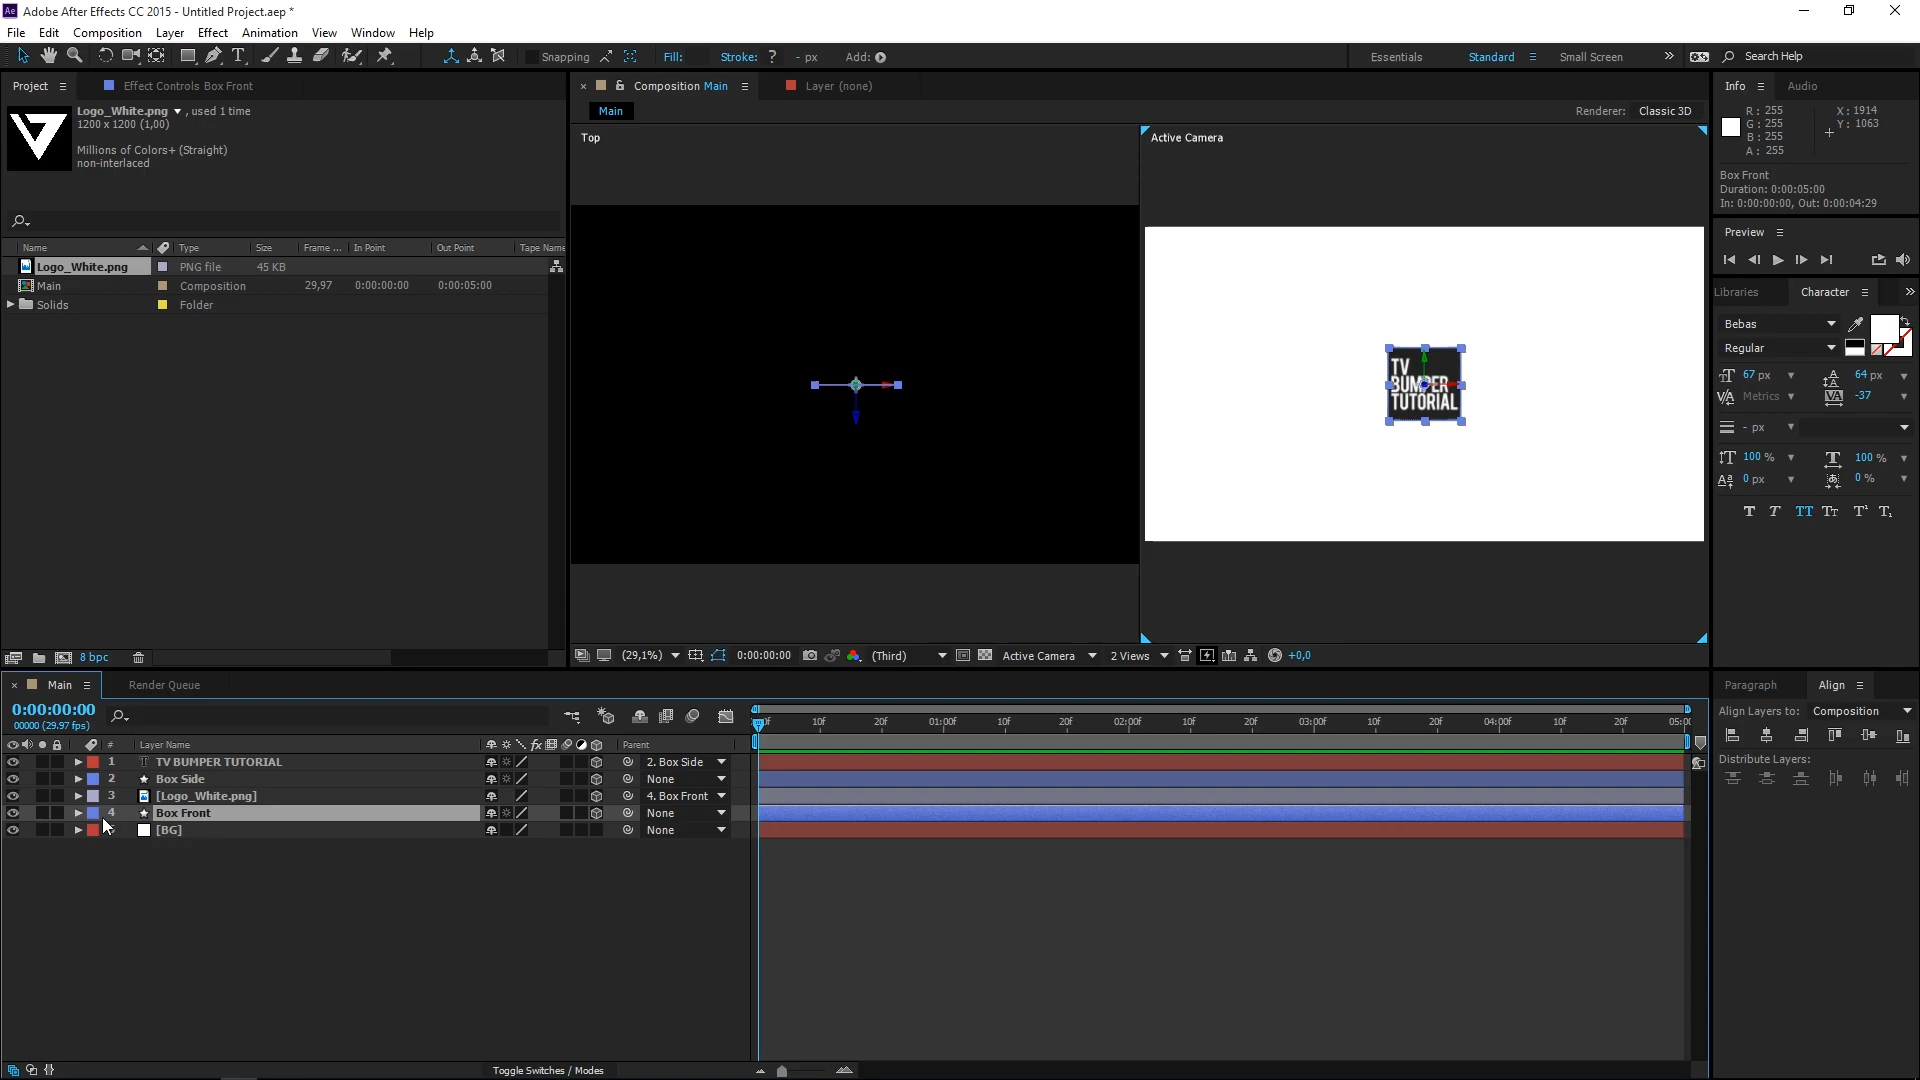 Adobe After Effects CC 2015 - Untitled Project.aep *
File Edit Composition Layer Effect Animation View Window Help
Snapping Fill: Stroke: ? - px Add: Essentials Standard Small Screen Search Help
Project Effect Controls Box Front
Logo_White.png , used 1 time
1200 x 1200 (1,00)
Millions of Colors+ (Straight)
non-interlaced
Name Type Size Frame ... In Point Out Point Tape Name
Logo_White.png PNG file 45 KB
Main Composition 29,97 0:00:00:00 0:00:05:00
Solids Folder
8 bpc
Composition Main Layer (none)
Main Renderer: Classic 3D
Top
Active Camera
TV
BUMPER
TUTORIAL
(29,1%) 0:00:00:00 (Third) Active Camera 2 Views +0,0
Info Audio
R: 255 X: 1914
G: 255 Y: 1063
B: 255
A: 255
Box Front
Duration: 0:00:05:00
In: 0:00:00:00, Out: 0:00:04:29
Preview
Libraries Character
Bebas
Regular
67 px 64 px
Metrics -37
- px
100 % 100 %
0 px 0 %
T T TT TT T¹ T₁
Main Render Queue
0:00:00:00
00000 (29.97 fps)
10f 20f 01:00f 10f 20f 02:00f 10f 20f 03:00f 10f 20f 04:00f 10f 20f
# Layer Name fx Parent
1 T TV BUMPER TUTORIAL 2. Box Side
2 Box Side None
3 [Logo_White.png] 4. Box Front
4 Box Front None
[BG] None
Toggle Switches / Modes
Paragraph Align
Align Layers to: Composition
Distribute Layers: